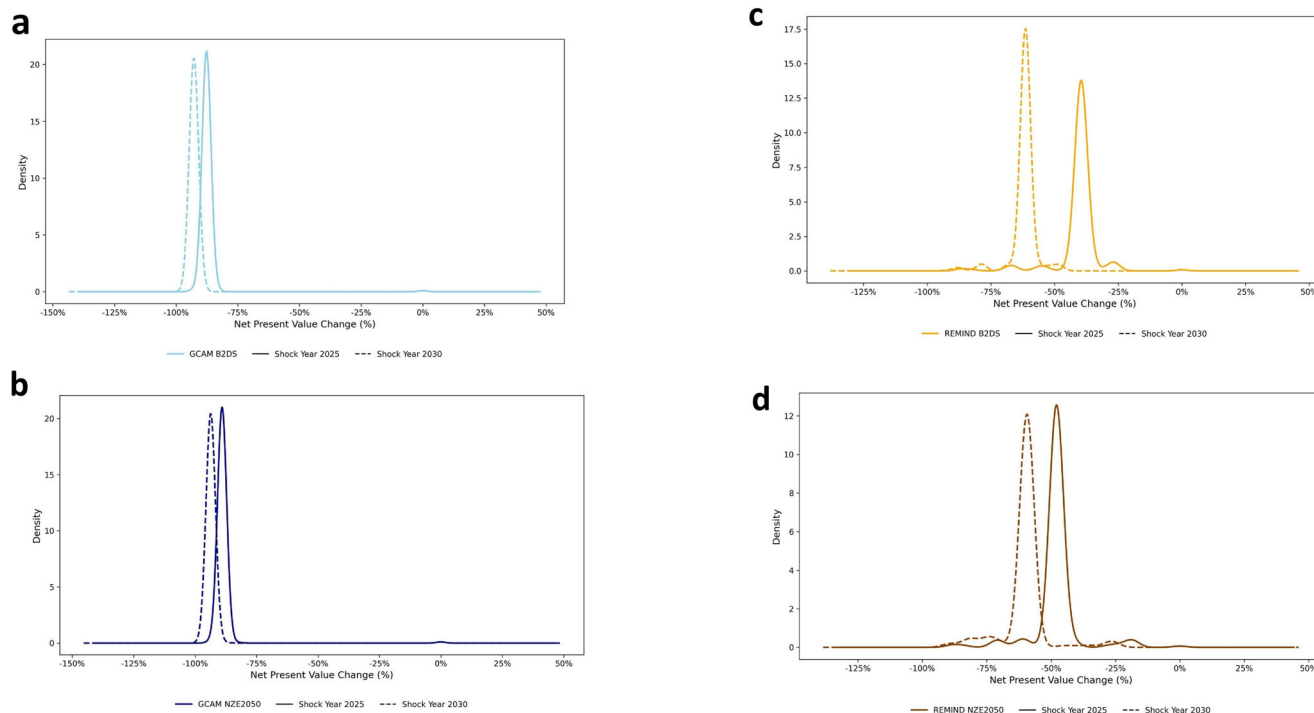 a
20
15
10
5
0
Density
-150% -125% -100% -75% -50% -25% 0% 25% 50%
Net Present Value Change (%)
GCAM B2DS Shock Year 2025 Shock Year 2030
b
20
15
10
5
0
Density
-150% -125% -100% -75% -50% -25% 0% 25% 50%
Net Present Value Change (%)
GCAM NZE2050 Shock Year 2025 Shock Year 2030
c
17.5
15.0
12.5
10.0
7.5
5.0
2.5
0.0
Density
-125% -100% -75% -50% -25% 0% 25% 50%
Net Present Value Change (%)
REMIND B2DS Shock Year 2025 Shock Year 2030
d
12
10
8
6
4
2
0
Density
-125% -100% -75% -50% -25% 0% 25% 50%
Net Present Value Change (%)
REMIND NZE2050 Shock Year 2025 Shock Year 2030